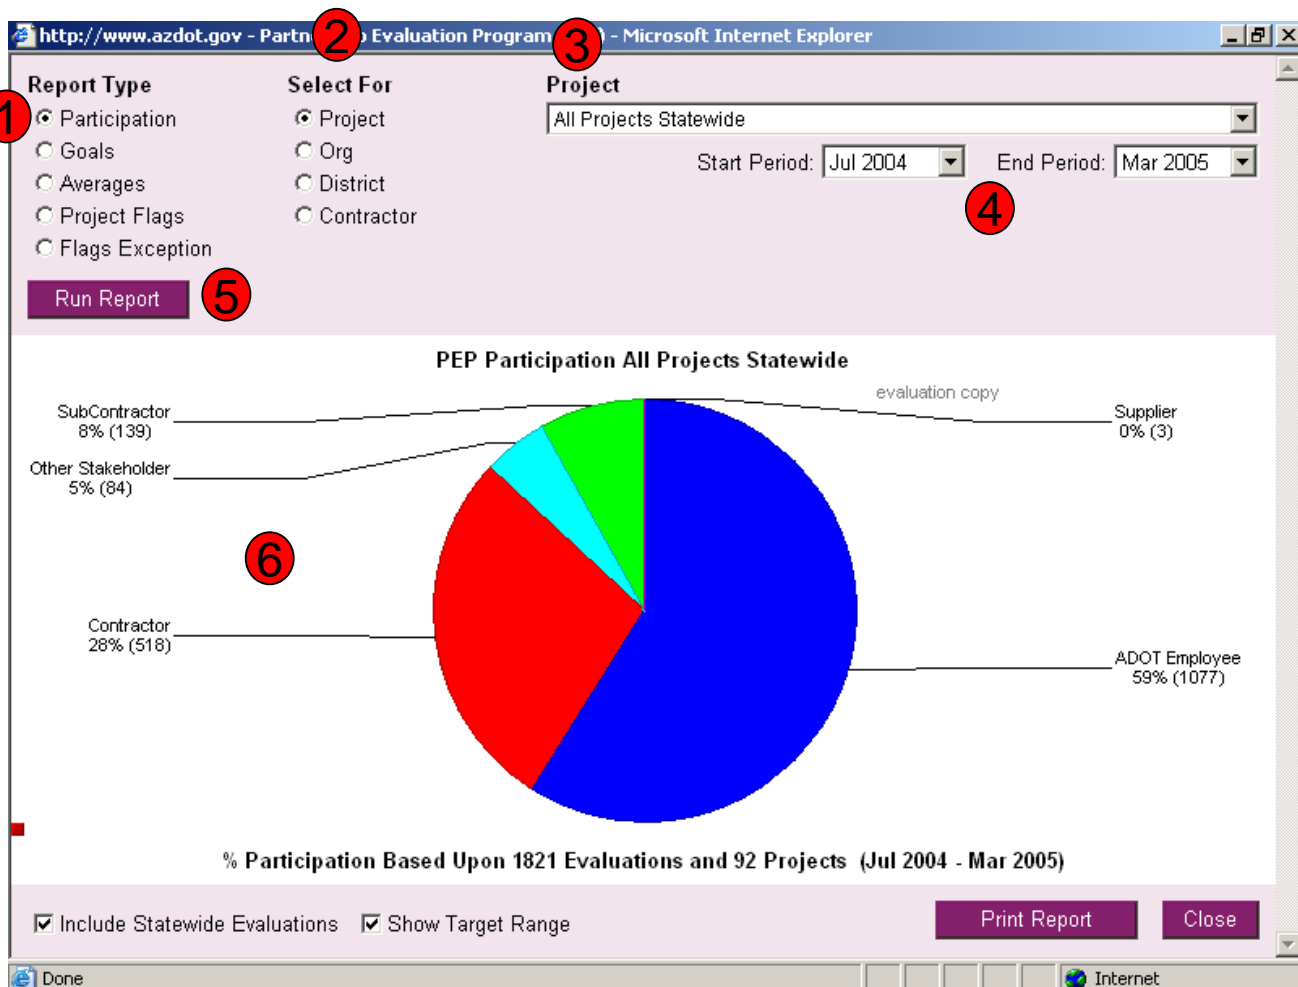 http://www.azdot.gov - Partn 2 p Evaluation Program 3 ) - Microsoft Internet Explorer
Report Type
Select For
Project
1
Participation
Project
All Projects Statewide
Goals
Org
Start Period: Jul 2004
End Period: Mar 2005
Averages
District
4
Project Flags
Contractor
Flags Exception
Run Report
5
PEP Participation All Projects Statewide
evaluation copy
SubContractor
8% (139)
Supplier
0% (3)
Other Stakeholder
5% (84)
6
Contractor
28% (518)
ADOT Employee
59% (1077)
% Participation Based Upon 1821 Evaluations and 92 Projects (Jul 2004 - Mar 2005)
Include Statewide Evaluations
Show Target Range
Print Report
Close
Done
Internet